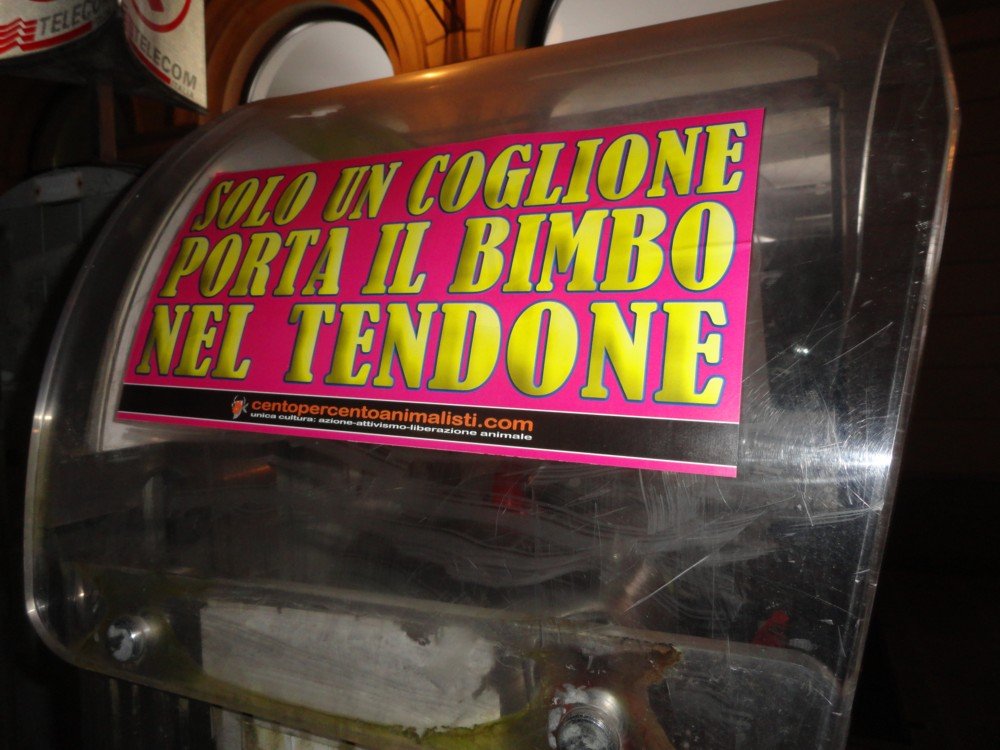 TELECOM
TELECOM
SOLO UN COGLIONE
PORTA IL BIMBO
NEL TENDONE
centopercentoanimalisti.com
unica cultura: azione-attivismo-liberazione animale